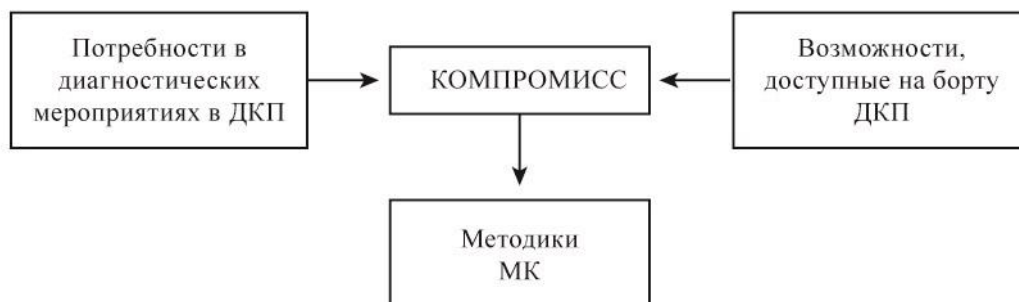 Потребности в
диагностических
мероприятиях в ДКП
КОМПРОМИСС
Возможности,
доступные на борту
ДКП
Методики
МК